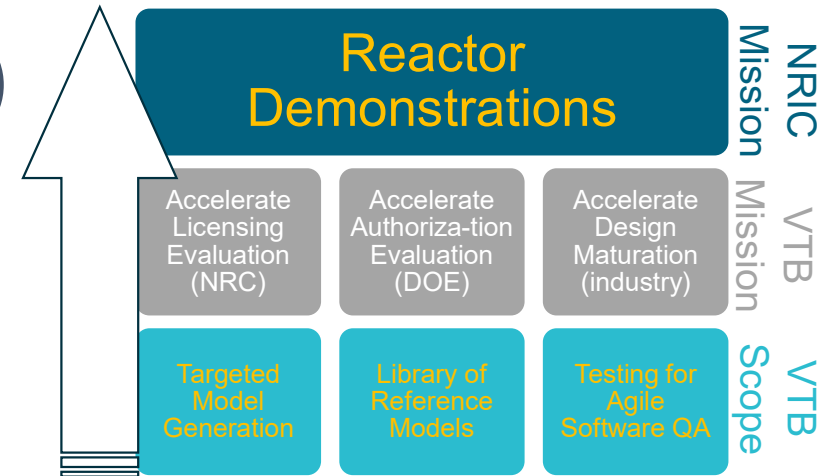 Reactor
Demonstrations
NRIC
Mission
Accelerate
Licensing
Evaluation
(NRC)
Accelerate
Authoriza-tion
Evaluation
(DOE)
Accelerate
Design
Maturation
(industry)
VTB
Mission
Targeted
Model
Generation
Library of
Reference
Models
Testing for
Agile
Software QA
VTB
Scope